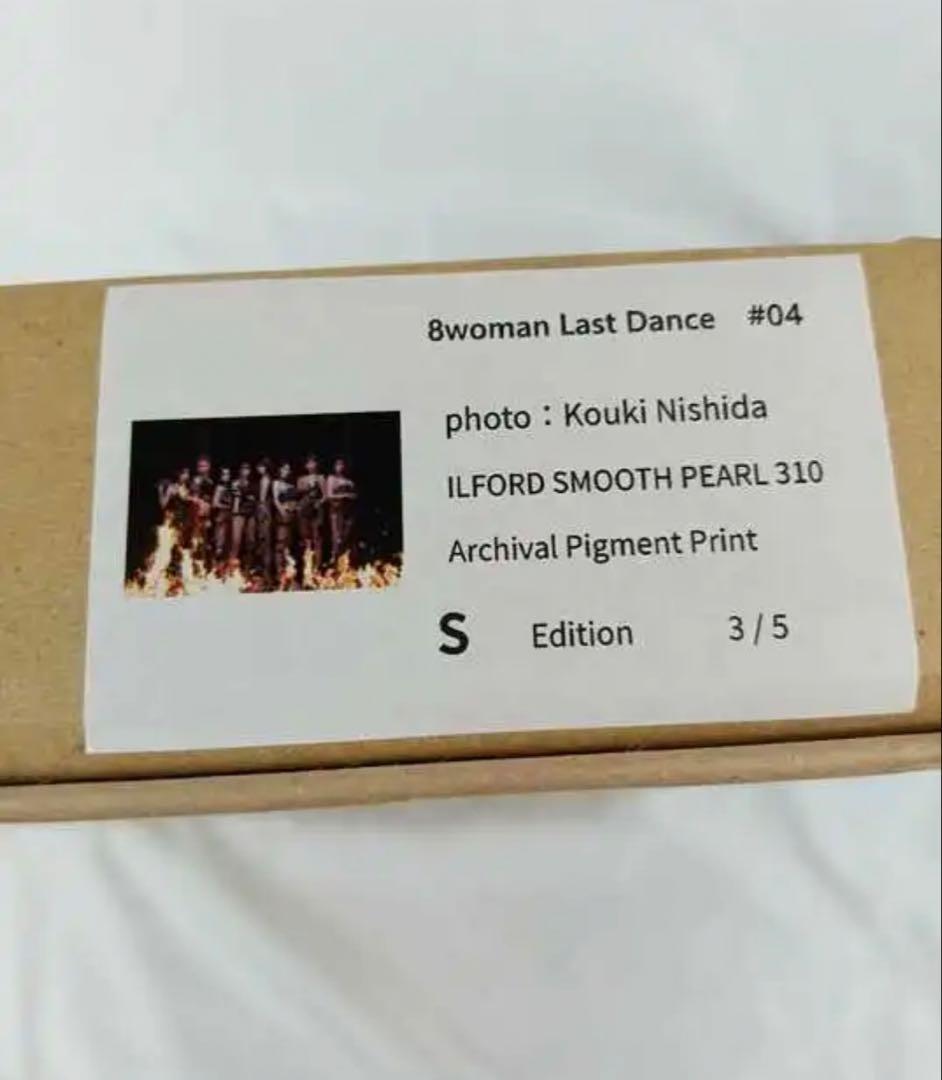 8woman Last Dance #04
photo：Kouki Nishida
ILFORD SMOOTH PEARL 310
Archival Pigment Print
S Edition 3 / 5